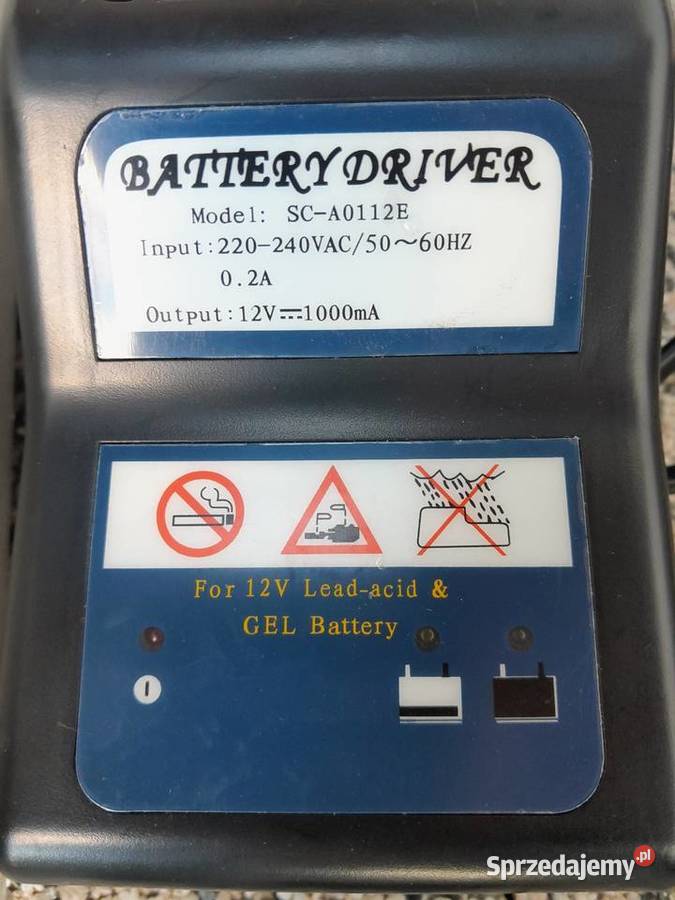 BATTERY DRIVER
Model: SC-A0112E
Input:220-240VAC/50～60HZ
0.2A
Output:12V⎓1000mA
For 12V Lead-acid &
GEL Battery
Sprzedajemy.pl